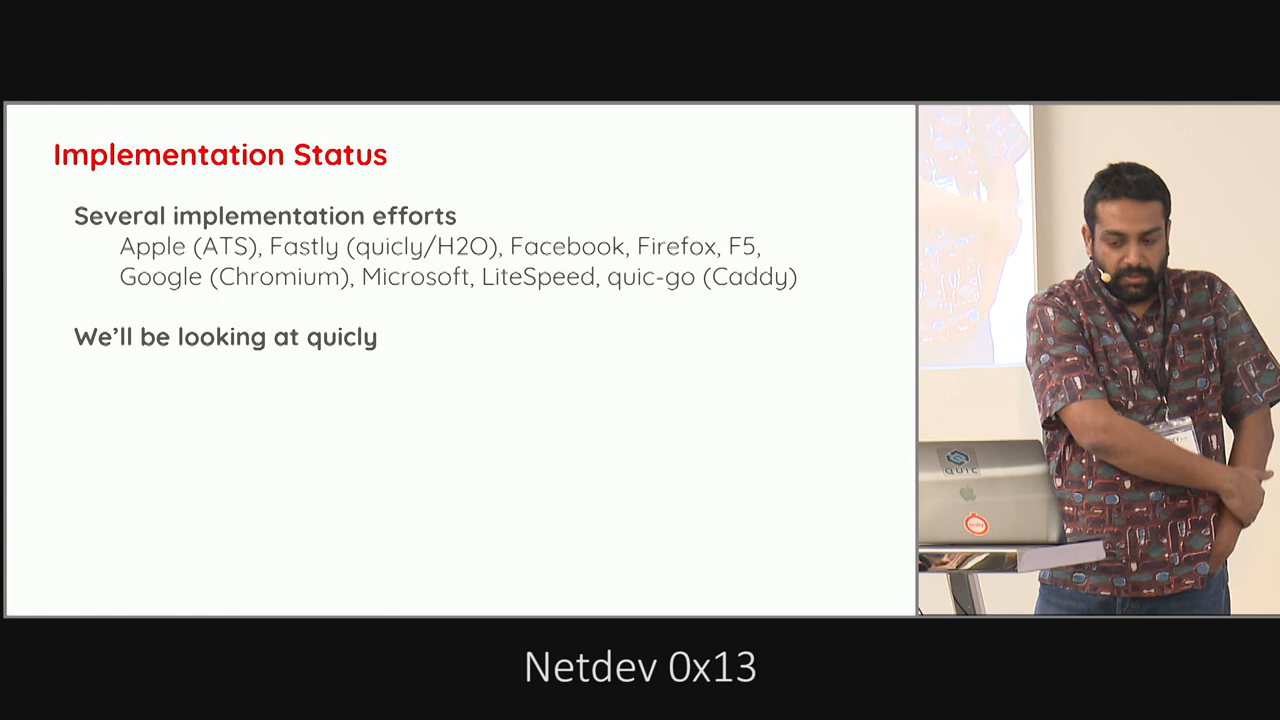 Implementation Status
Several implementation efforts
Apple (ATS), Fastly (quicly/H2O), Facebook, Firefox, F5,
Google (Chromium), Microsoft, LiteSpeed, quic-go (Caddy)
We'll be looking at quicly
QUIC
Netdev 0x13